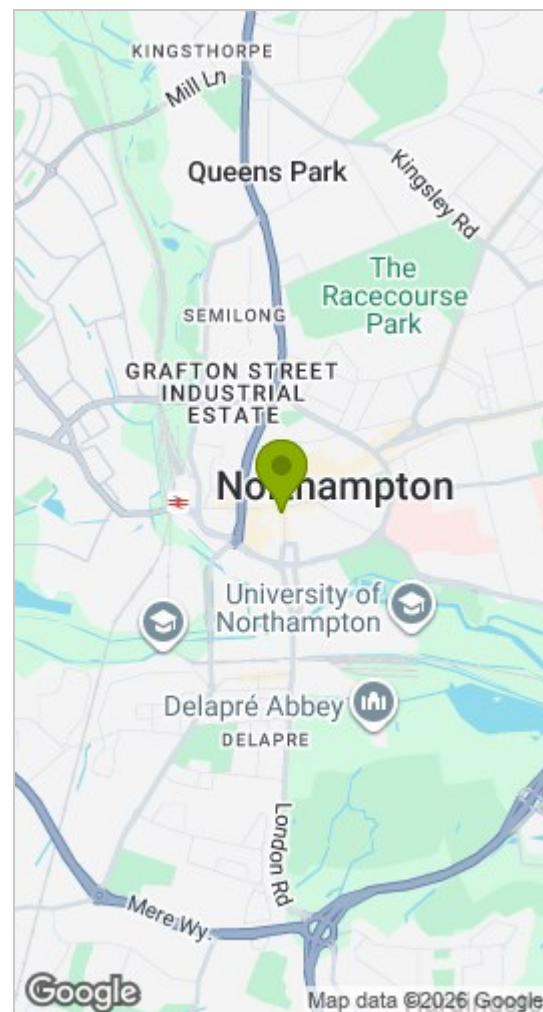 KINGSTHORPE
Mill Ln
Queens Park
Kingsley Rd
The
Racecourse
Park
SEMILONG
GRAFTON STREET
INDUSTRIAL
ESTATE
Northampton
University of
Northampton
Delapré Abbey
DELAPRE
London Rd
Mere Wy.
Google
Map data ©2026 Google